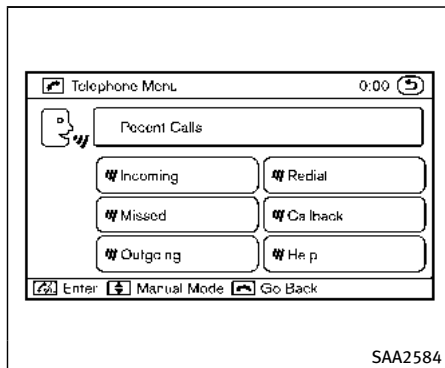 Telephone Menu 0:00
Recent Calls
Incoming Redial
Missed Callback
Outgoing Help
Enter Manual Mode Go Back
SAA2584